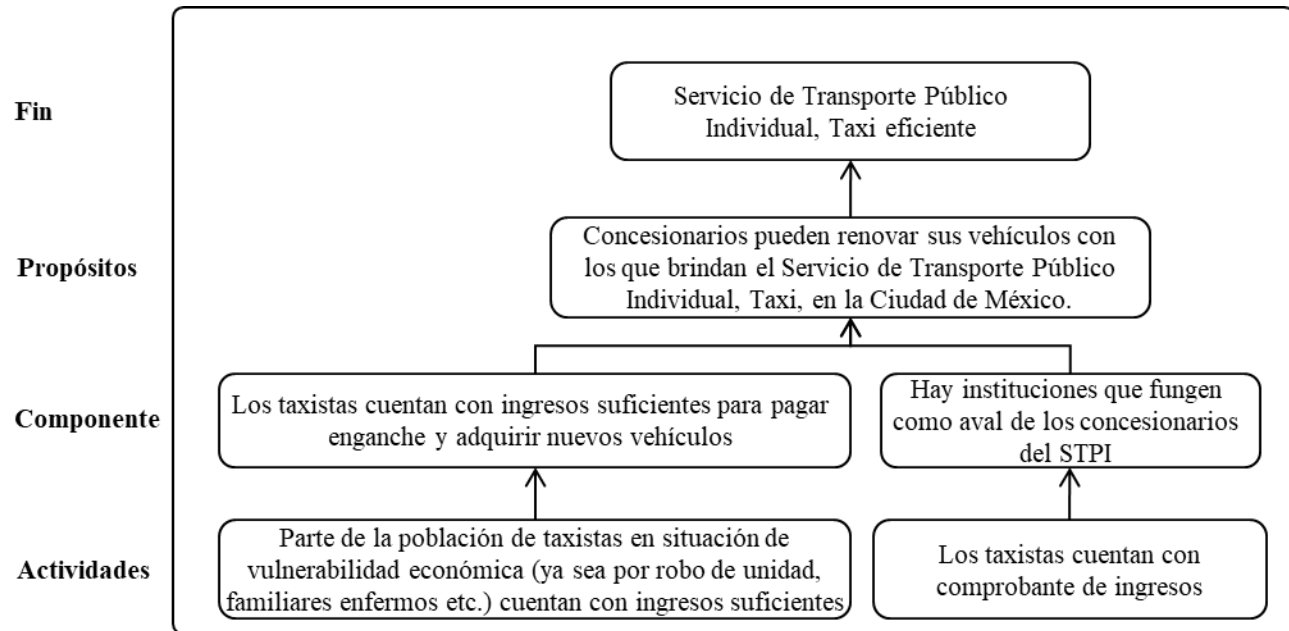 Fin
Servicio de Transporte Público
Individual, Taxi eficiente
Propósitos
Concesionarios pueden renovar sus vehículos con
los que brindan el Servicio de Transporte Público
Individual, Taxi, en la Ciudad de México.
Componente
Los taxistas cuentan con ingresos suficientes para pagar
enganche y adquirir nuevos vehículos
Hay instituciones que fungen
como aval de los concesionarios
del STPI
Actividades
Parte de la población de taxistas en situación de
vulnerabilidad económica (ya sea por robo de unidad,
familiares enfermos etc.) cuentan con ingresos suficientes
Los taxistas cuentan con
comprobante de ingresos